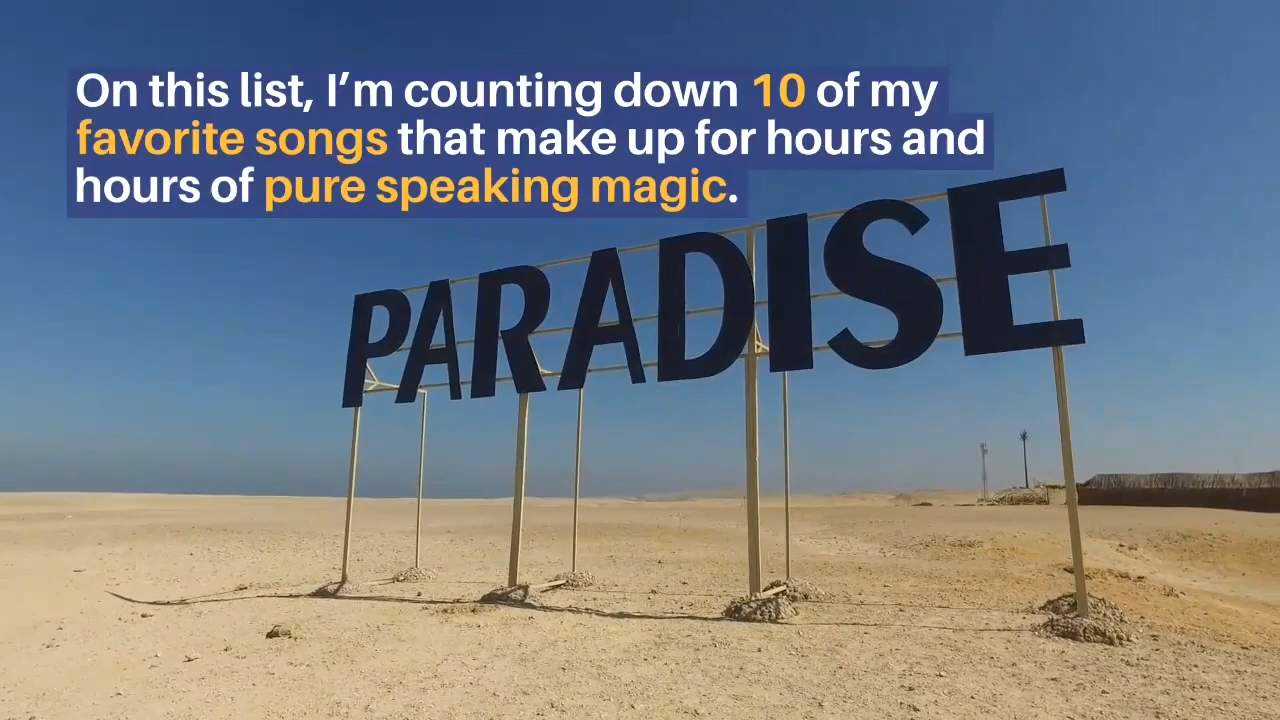 On this list, I’m counting down 10 of my
favorite songs that make up for hours and
hours of pure speaking magic.
PARADISE